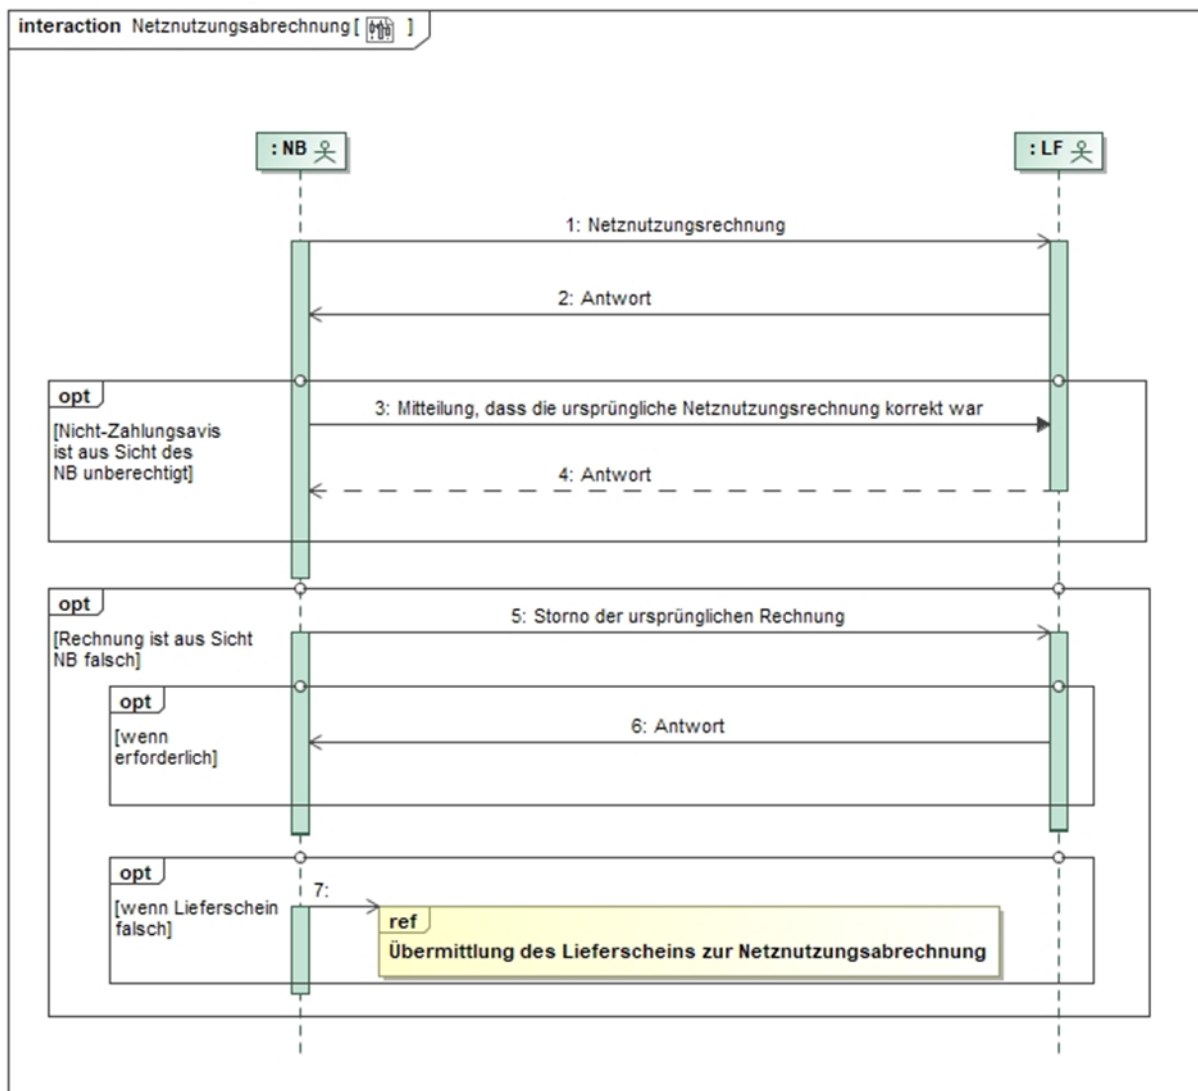 interaction Netznutzungsabrechnung [ ]
: NB
: LF
1: Netznutzungsrechnung
2: Antwort
opt
[Nicht-Zahlungsavis
ist aus Sicht des
NB unberechtigt]
3: Mitteilung, dass die ursprüngliche Netznutzungsrechnung korrekt war
4: Antwort
opt
[Rechnung ist aus Sicht
NB falsch]
5: Storno der ursprünglichen Rechnung
opt
[wenn
erforderlich]
6: Antwort
opt
[wenn Lieferschein
falsch]
7:
ref
Übermittlung des Lieferscheins zur Netznutzungsabrechnung